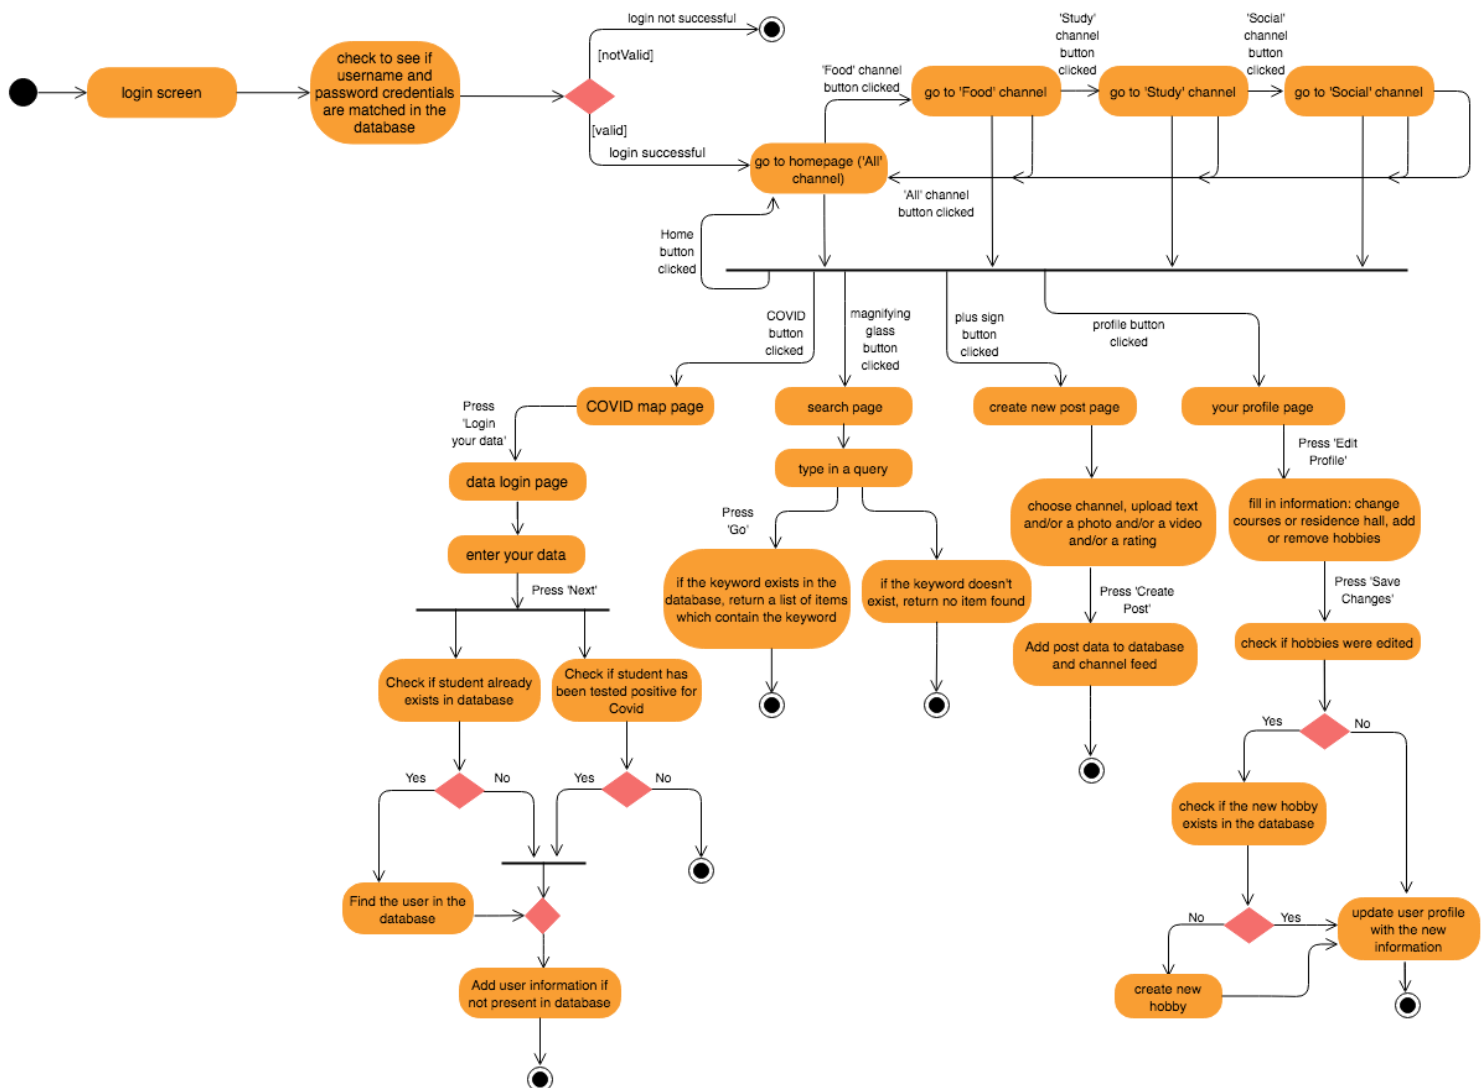 login not successful
[notValid]
login screen
check to see if
username and
password credentials
are matched in the
database
[valid]
login successful
'Food' channel
button clicked
go to 'Food' channel
'Study'
channel
button
clicked
go to 'Study' channel
'Social'
channel
button
clicked
go to 'Social' channel
go to homepage ('All'
channel)
'All' channel
button clicked
Home
button
clicked
COVID
button
clicked
magnifying
glass
button
clicked
plus sign
button
clicked
profile button
clicked
COVID map page
search page
create new post page
your profile page
Press
'Login
your data'
data login page
enter your data
Press 'Next'
Check if student already
exists in database
Check if student has
been tested positive for
Covid
Yes
No
Yes
No
Find the user in the
database
Add user information if
not present in database
type in a query
Press
'Go'
if the keyword exists in the
database, return a list of items
which contain the keyword
if the keyword doesn't
exist, return no item found
choose channel, upload text
and/or a photo and/or a video
and/or a rating
Press 'Create
Post'
Add post data to database
and channel feed
Press 'Edit
Profile'
fill in information: change
courses or residence hall, add
or remove hobbies
Press 'Save
Changes'
check if hobbies were edited
Yes
No
check if the new hobby
exists in the database
No
Yes
create new
hobby
update user profile
with the new
information